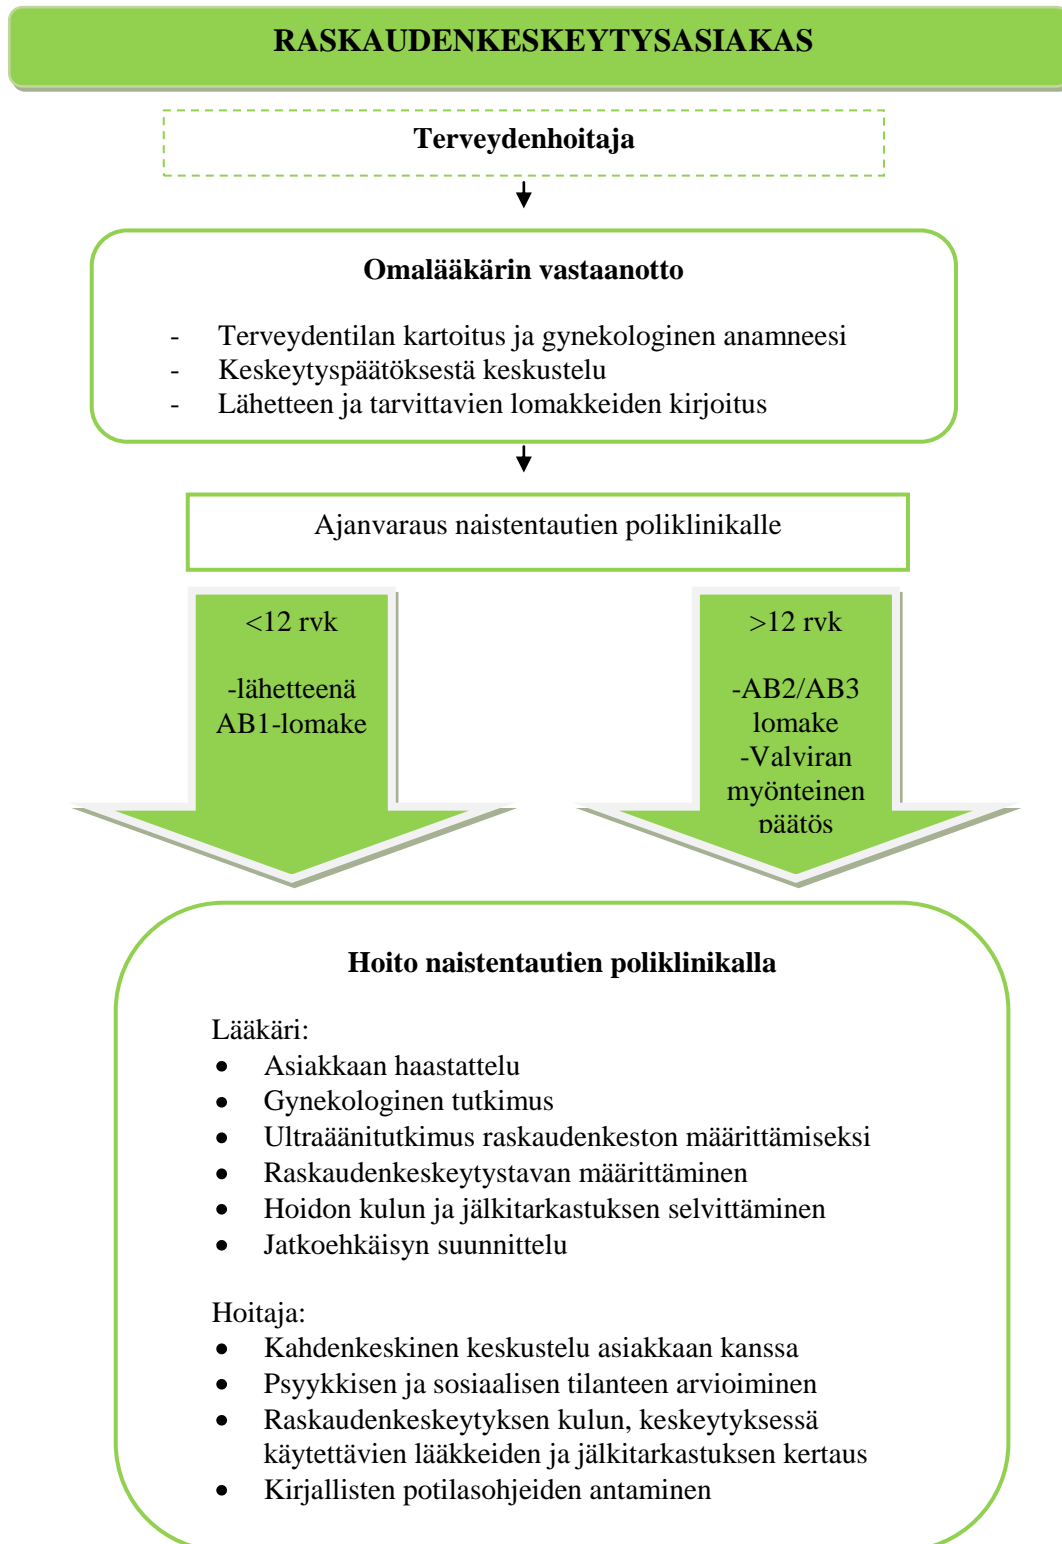 RASKAUDENKESKEYTYSASIAKAS
Terveydenhoitaja
Omalääkärin vastaanotto
- Terveydentilan kartoitus ja gynekologinen anamneesi
- Keskeytyspäätöksestä keskustelu
- Lähetteen ja tarvittavien lomakkeiden kirjoitus
Ajanvaraus naistentautien poliklinikalle
<12 rvk
-lähetteenä
AB1-lomake
>12 rvk
-AB2/AB3
lomake
-Valviran
myönteinen
päätös
Hoito naistentautien poliklinikalla
Lääkäri:
• Asiakkaan haastattelu
• Gynekologinen tutkimus
• Ultraäänitutkimus raskaudenkeston määrittämiseksi
• Raskaudenkeskeytystavan määrittäminen
• Hoidon kulun ja jälkitarkastuksen selvittäminen
• Jatkoehkäisyn suunnittelu
Hoitaja:
• Kahdenkeskinen keskustelu asiakkaan kanssa
• Psyykkisen ja sosiaalisen tilanteen arvioiminen
• Raskaudenkeskeytyksen kulun, keskeytyksessä
käytettävien lääkkeiden ja jälkitarkastuksen kertaus
• Kirjallisten potilasohjeiden antaminen